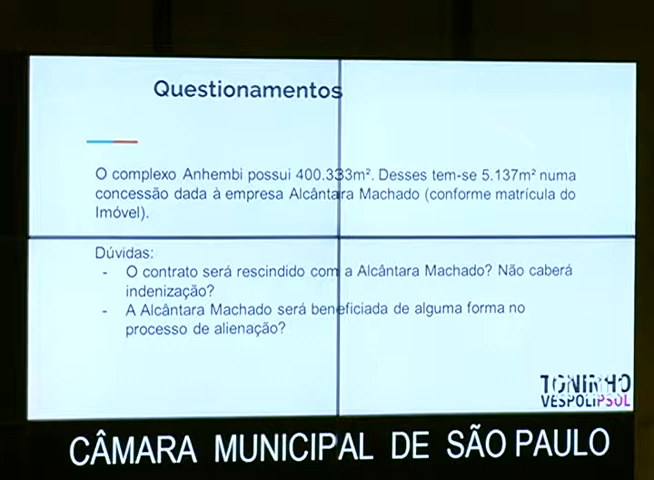 Questionamentos
O complexo Anhembi possui 400.333m². Desses tem-se 5.137m² numa
concessão dada à empresa Alcântara Machado (conforme matrícula do
Imóvel).
Dúvidas:
- O contrato será rescindido com a Alcântara Machado? Não caberá
indenização?
- A Alcântara Machado será beneficiada de alguma forma no
processo de alienação?
TONINHO
VESPOLIPSOL
CÂMARA MUNICIPAL DE SÃO PAULO